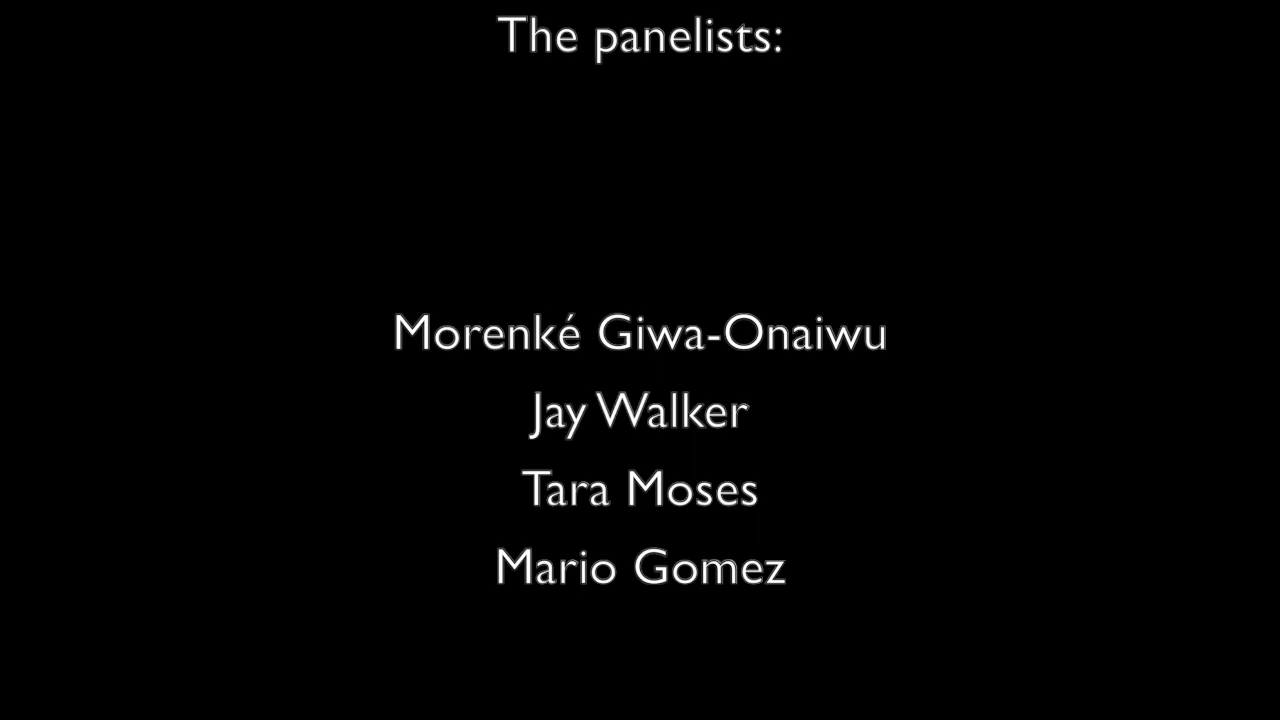 The panelists:
Morenké Giwa-Onaiwu
Jay Walker
Tara Moses
Mario Gomez